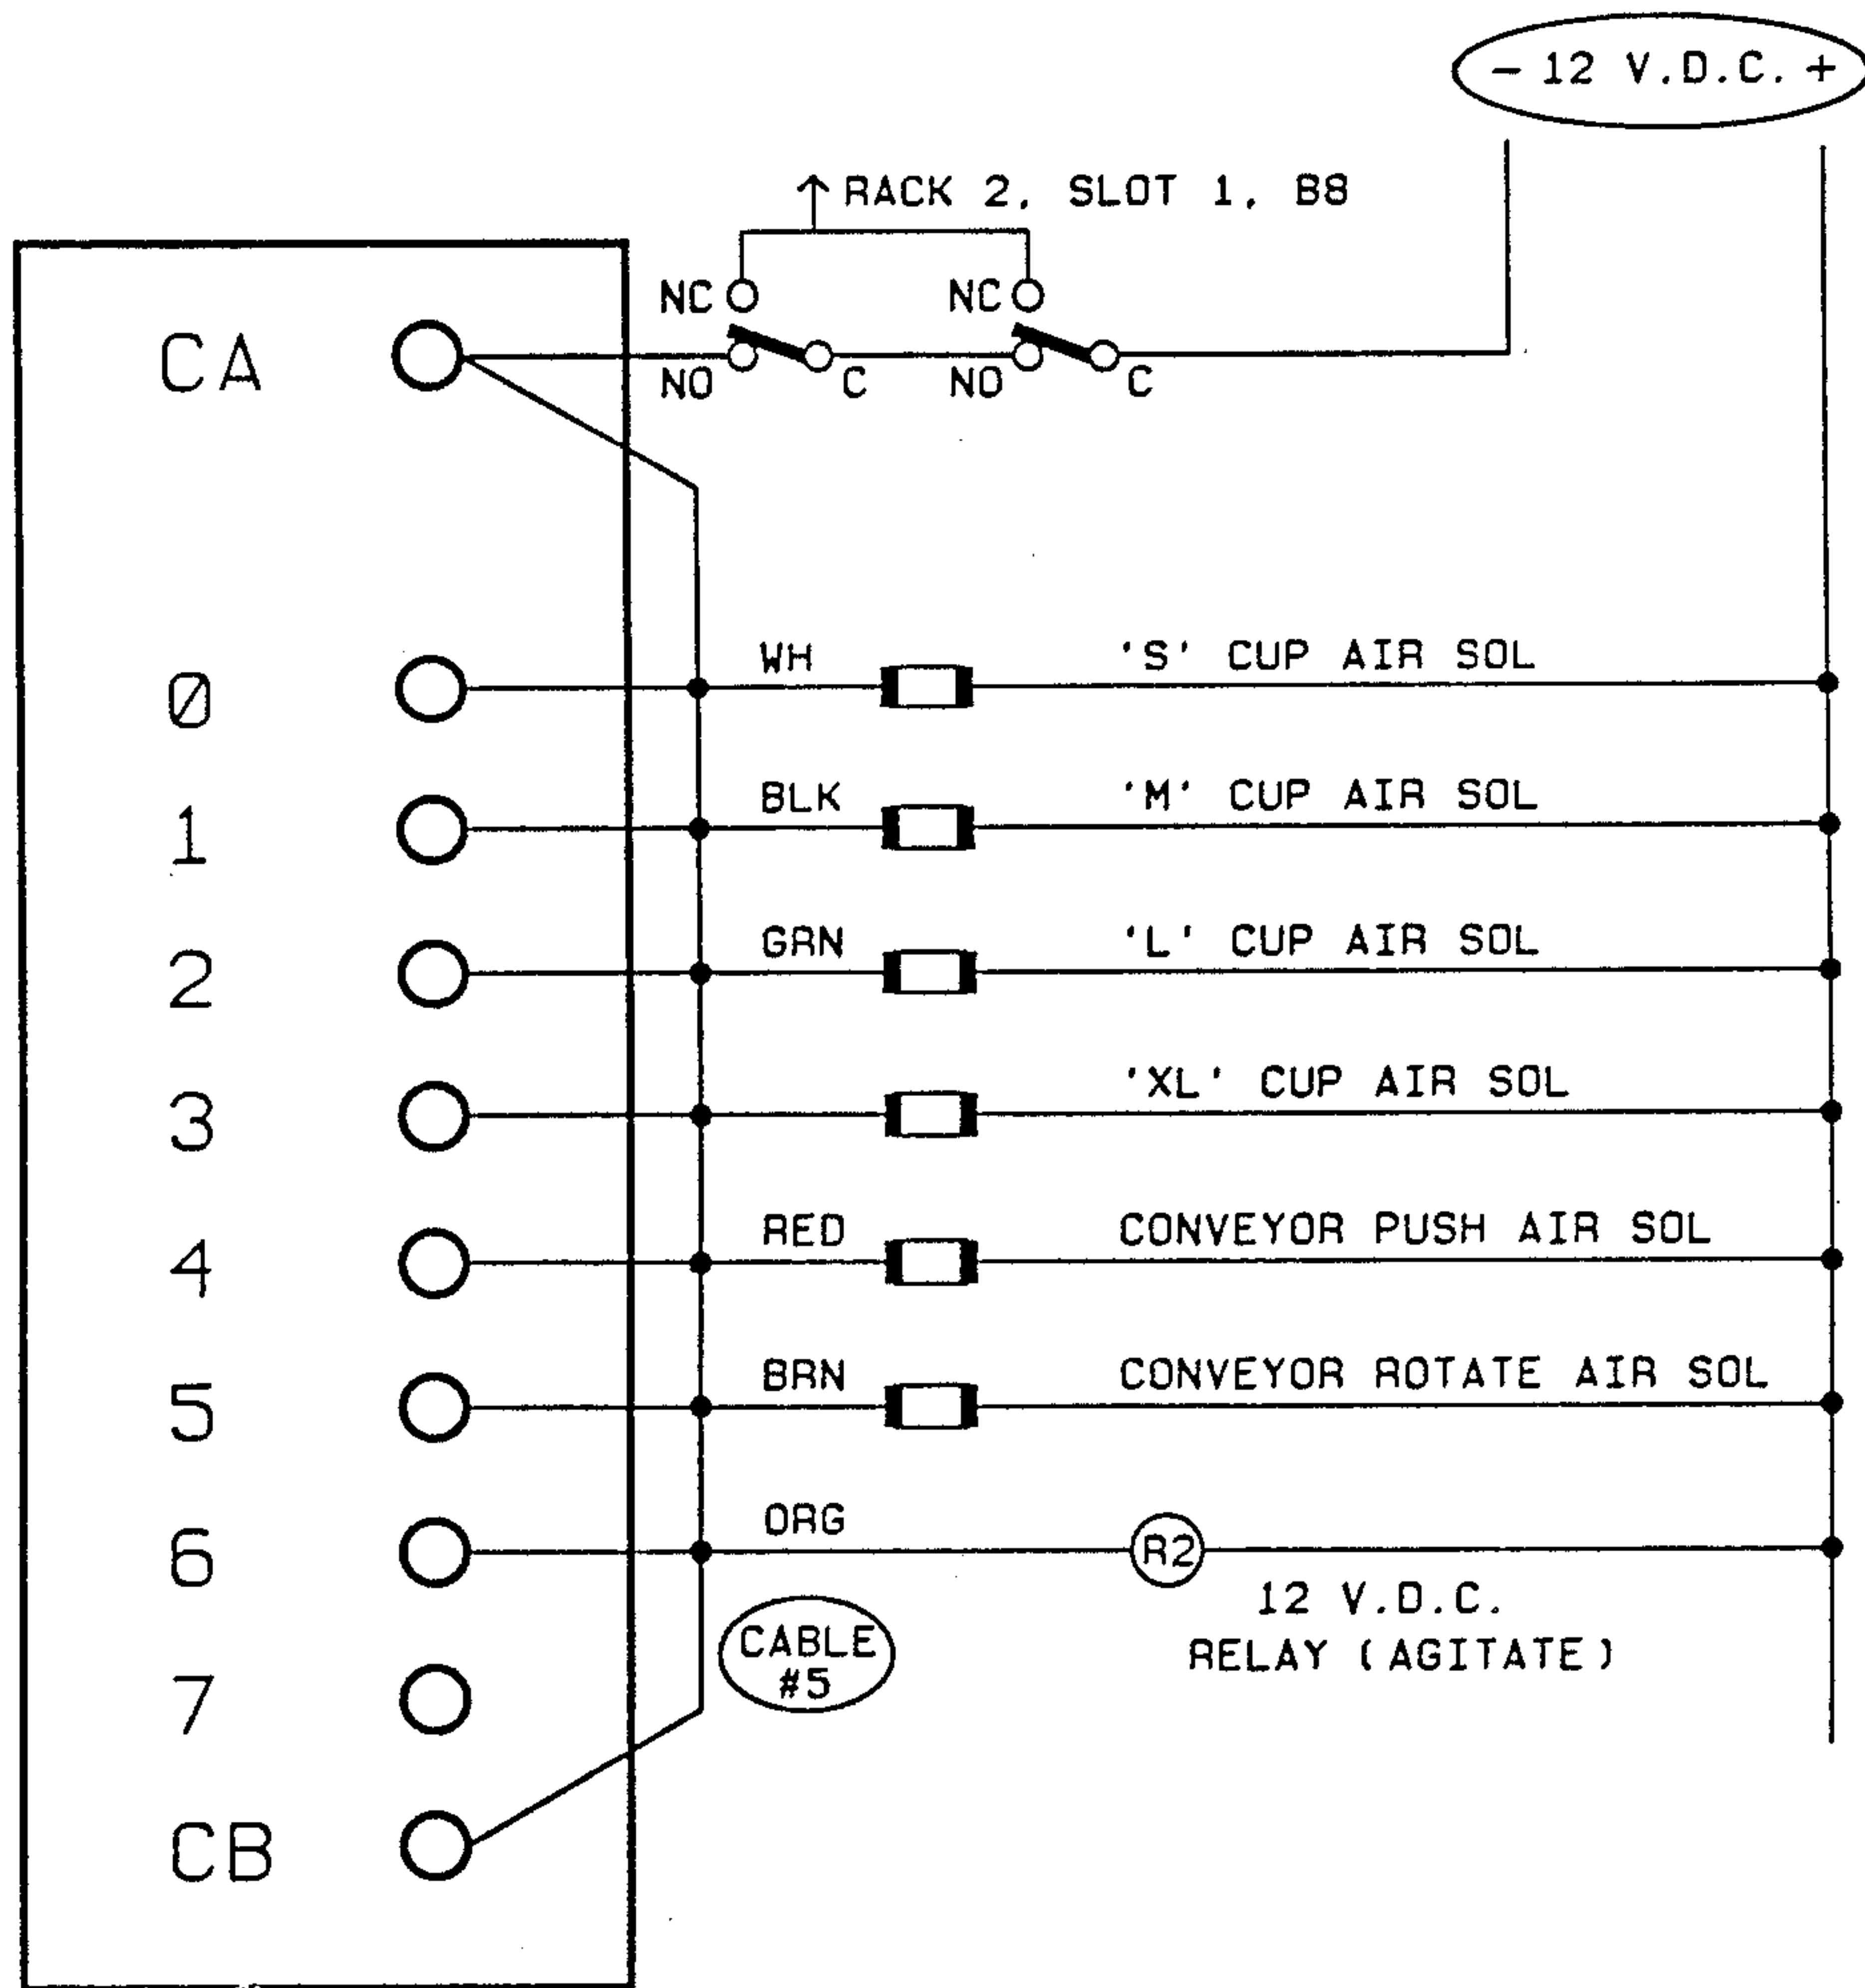 - 12 V.D.C. +
RACK 2, SLOT 1, B8
NC NC
CA
NO C NO C
0 WH 'S' CUP AIR SOL
1 BLK 'M' CUP AIR SOL
2 GRN 'L' CUP AIR SOL
3 'XL' CUP AIR SOL
4 RED CONVEYOR PUSH AIR SOL
5 BRN CONVEYOR ROTATE AIR SOL
6 ORG R2
12 V.D.C.
RELAY (AGITATE)
CABLE
#5
7
CB